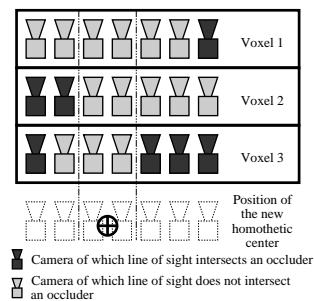 Voxel 1
Voxel 2
Voxel 3
Position of
the new
homothetic
center
Camera of which line of sight intersects an occluder
Camera of which line of sight does not intersect
an occluder